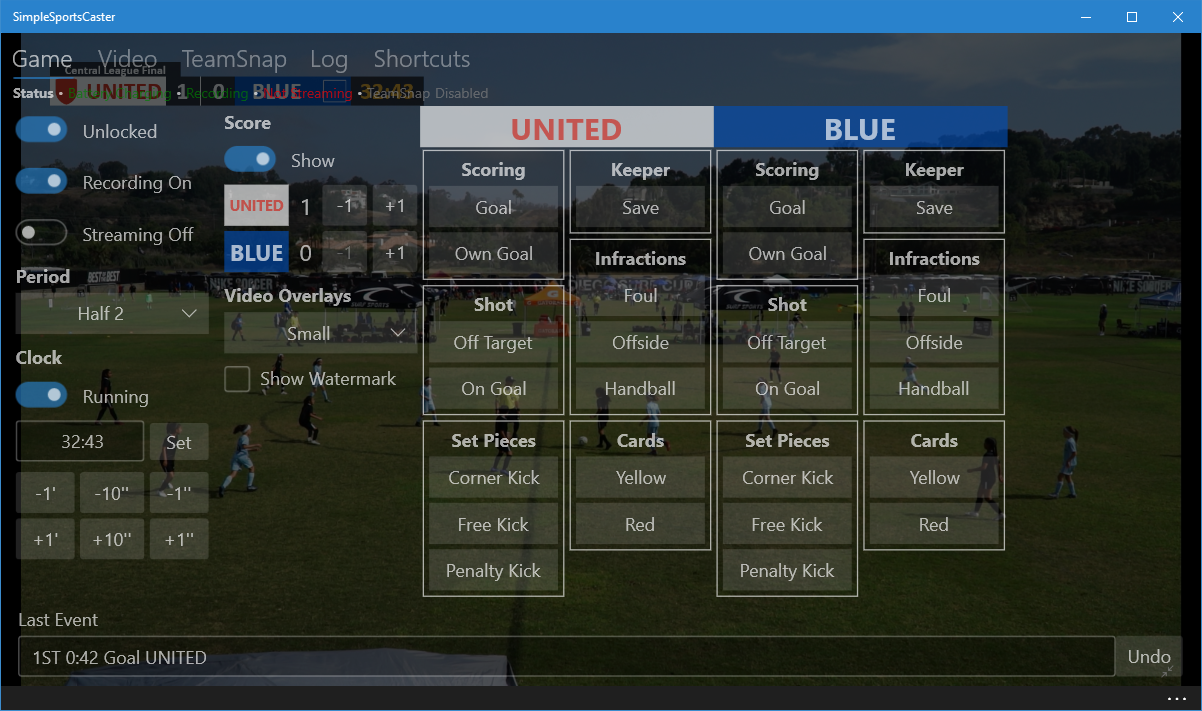 SimpleSportsCaster
Game Video TeamSnap Log Shortcuts
Central League Final
UNITED 1 0 BLUE 32:43
Status • • Recording • Not Streaming • TeamSnap Disabled
Unlocked
Recording On
Streaming Off
Period
Half 2
Clock
Running
32:43 Set
-1' -10'' -1''
+1' +10'' +1''
Score
Show
UNITED 1 -1 +1
BLUE 0 -1 +1
Video Overlays
Small
Show Watermark
UNITED
Scoring
Goal
Own Goal
Shot
Off Target
On Goal
Set Pieces
Corner Kick
Free Kick
Penalty Kick
Keeper
Save
Infractions
Foul
Offside
Handball
Cards
Yellow
Red
BLUE
Scoring
Goal
Own Goal
Shot
Off Target
On Goal
Set Pieces
Corner Kick
Free Kick
Penalty Kick
Keeper
Save
Infractions
Foul
Offside
Handball
Cards
Yellow
Red
Last Event
1ST 0:42 Goal UNITED
Undo